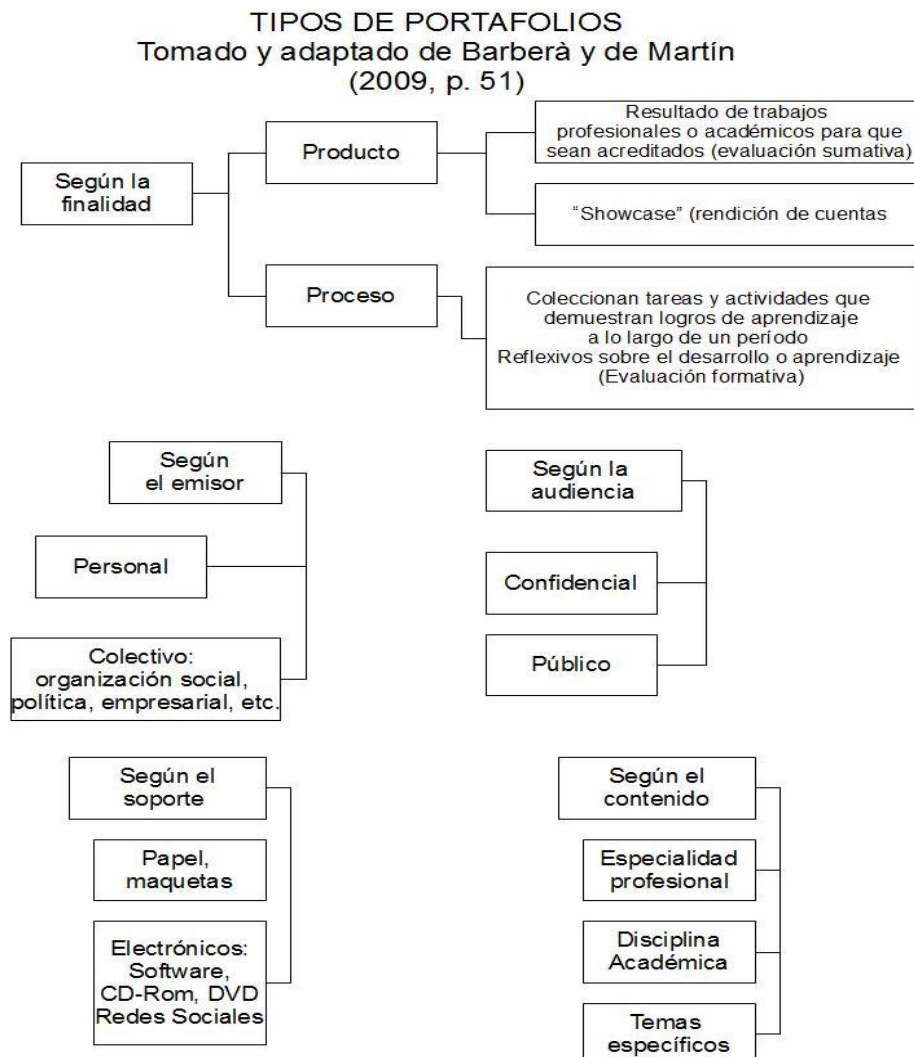 TIPOS DE PORTAFOLIOS
Tomado y adaptado de Barberà y de Martín
(2009, p. 51)
Según la
finalidad
Producto
Resultado de trabajos
profesionales o académicos para que
sean acreditados (evaluación sumativa)
“Showcase” (rendición de cuentas
Proceso
Coleccionan tareas y actividades que
demuestran logros de aprendizaje
a lo largo de un período
Reflexivos sobre el desarrollo o aprendizaje
(Evaluación formativa)
Según
el emisor
Personal
Colectivo:
organización social,
política, empresarial, etc.
Según la
audiencia
Confidencial
Público
Según el
soporte
Papel,
maquetas
Electrónicos:
Software,
CD-Rom, DVD
Redes Sociales
Según el
contenido
Especialidad
profesional
Disciplina
Académica
Temas
específicos